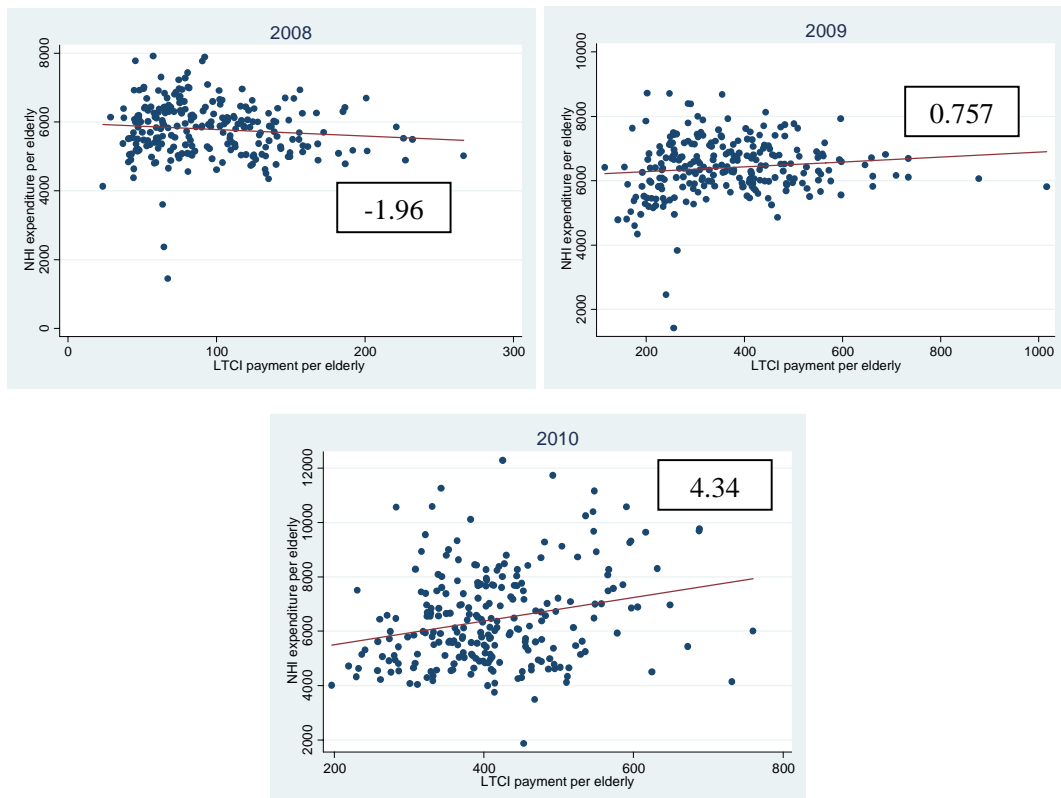 2008
NHI expenditure per elderly
8000
6000
4000
2000
0
-1.96
0 100 200 300
LTCI payment per elderly
2009
NHI expenditure per elderly
10000
8000
6000
4000
2000
0.757
200 400 600 800 1000
LTCI payment per elderly
2010
NHI expenditure per elderly
12000
10000
8000
6000
4000
2000
4.34
200 400 600 800
LTCI payment per elderly